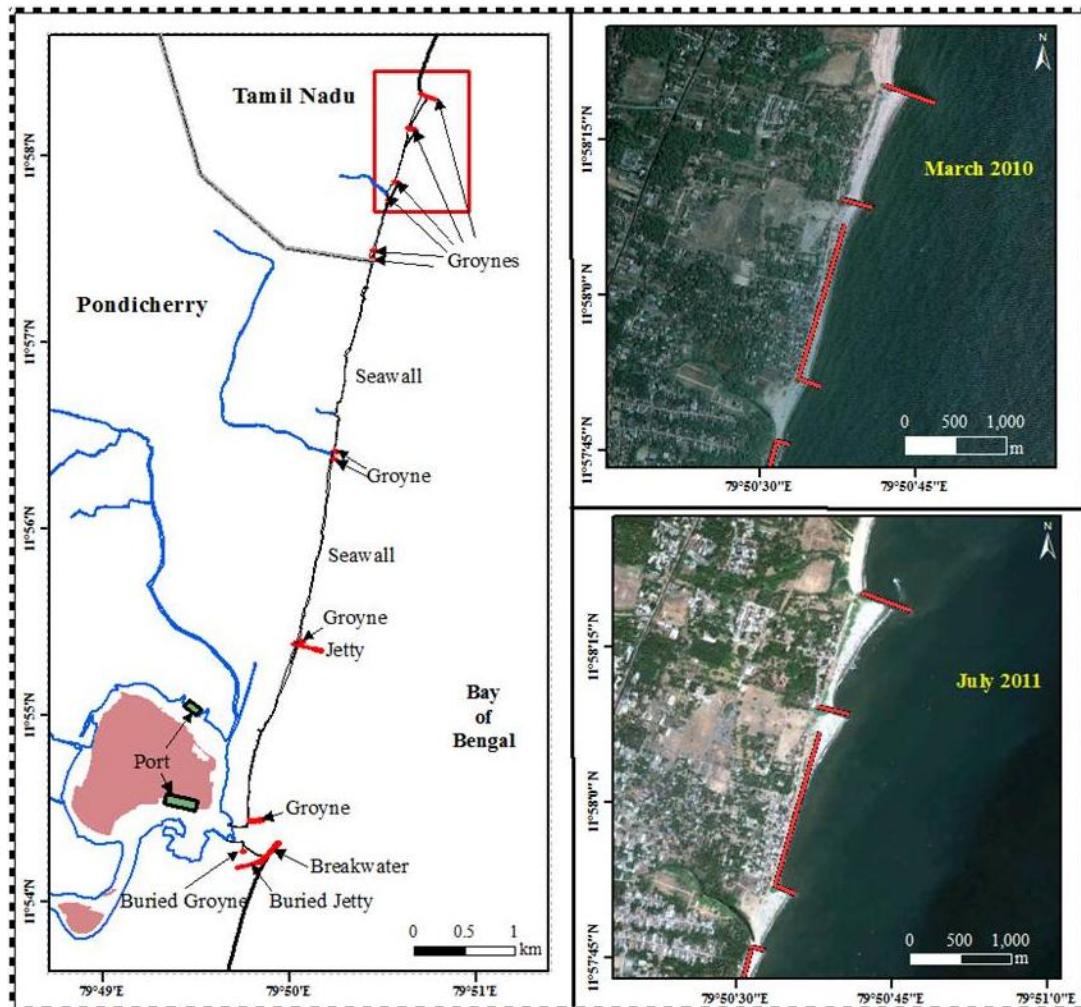 Tamil Nadu
11°58'N
Groynes
Pondicherry
11°57'N
Seawall
Groyne
11°56'N
Seawall
Groyne
Jetty
11°55'N
Bay
of
Bengal
Port
Groyne
Breakwater
Buried Groyne
Buried Jetty
11°54'N
0 0.5 1
km
79°49'E 79°50'E 79°51'E
N
11°58'15"N
March 2010
11°58'0"N
0 500 1,000
m
11°57'45"N
79°50'30"E 79°50'45"E
N
11°58'15"N
July 2011
11°58'0"N
0 500 1,000
m
11°57'45"N
79°50'30"E 79°50'45"E 79°51'0"E